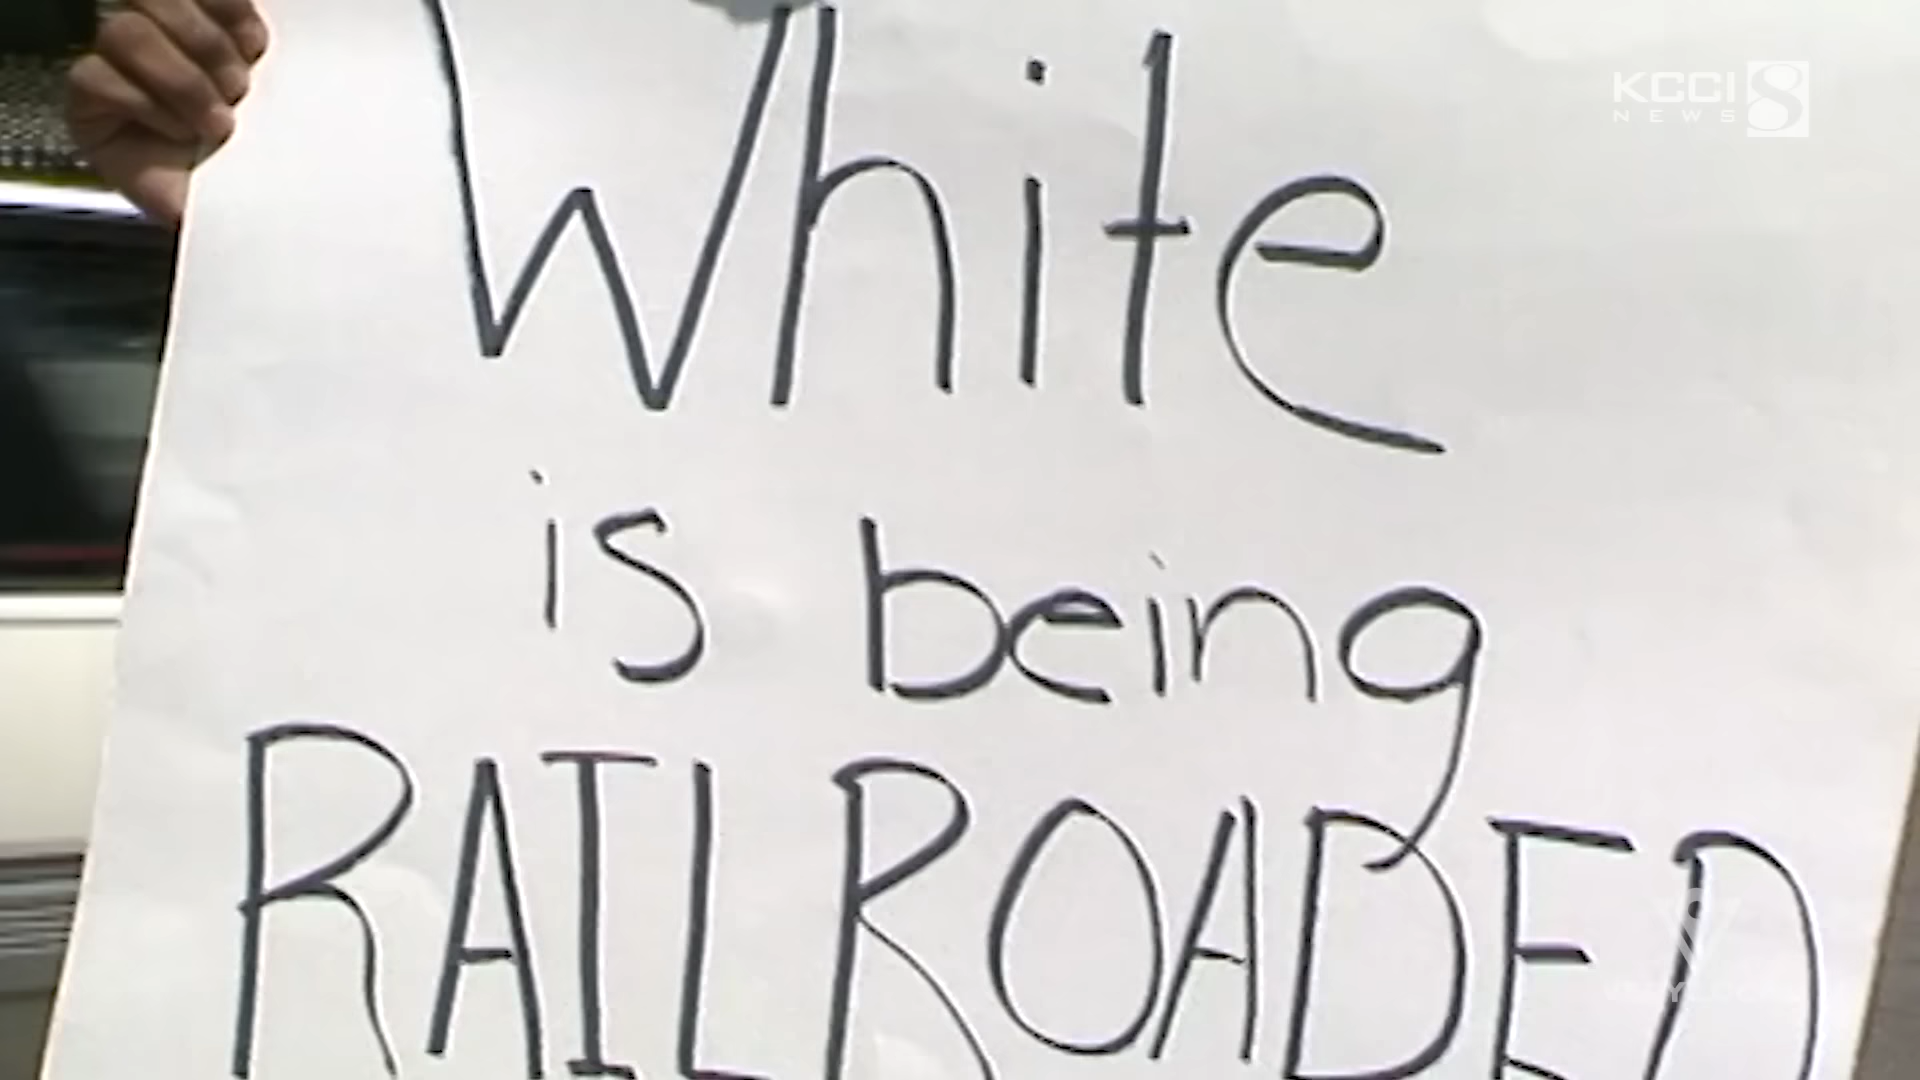 White
is being
RAILROADED
KCCI 8
NEWS